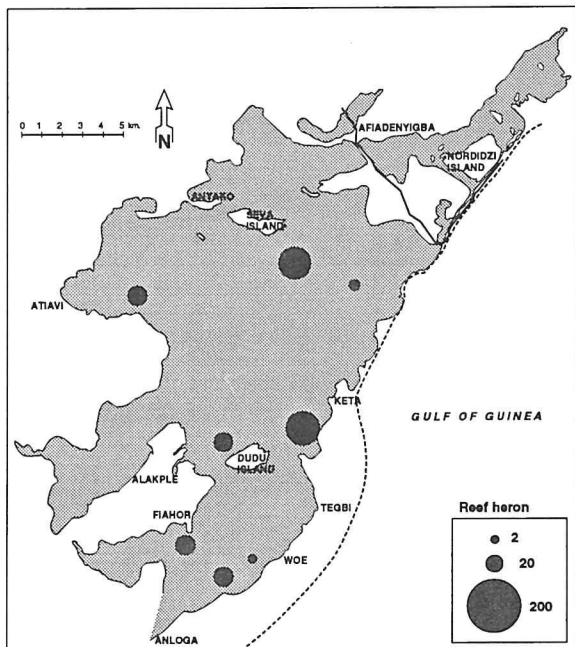 0 1 2 3 4 5 km.
N
AFIADENYIGBA
NORDIDZI
ISLAND
ANYAKO
SEVA
ISLAND
ATIAVI
KETA
GULF OF GUINEA
DUDU
ISLAND
ALAKPLE
TEGBI
FIAHOR
WOE
ANLOGA
Reef heron
2
20
200